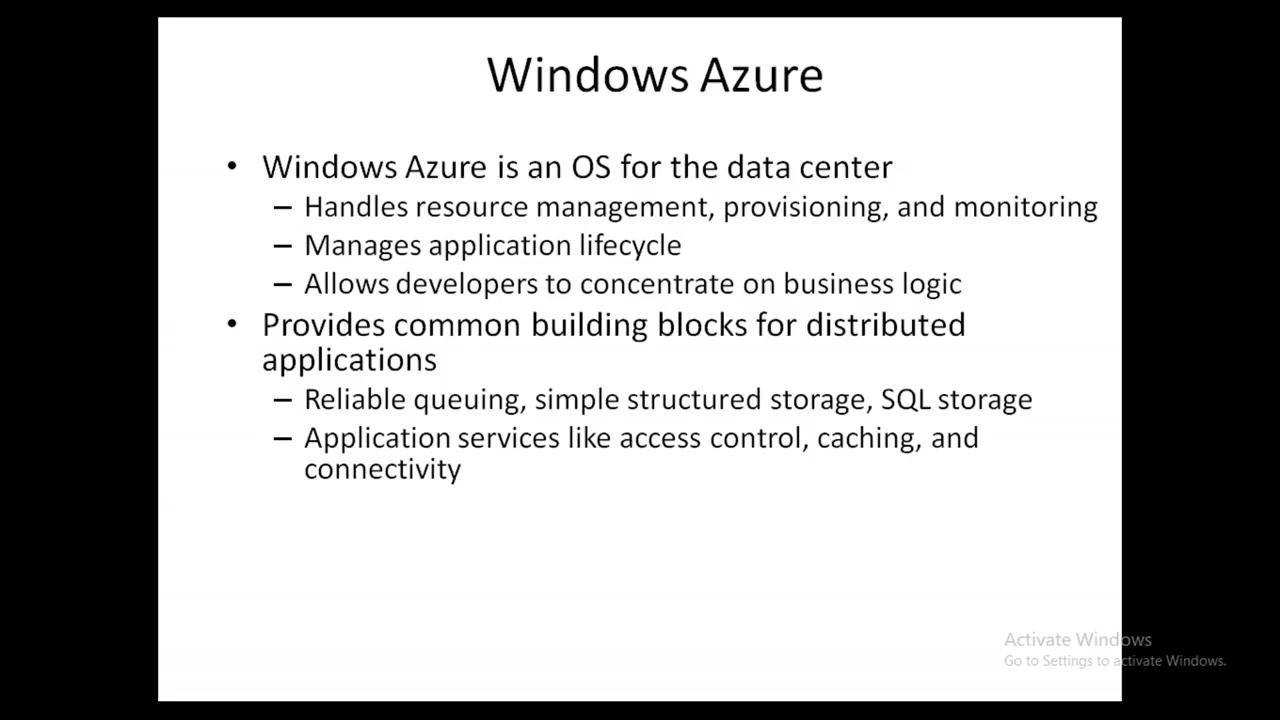 Windows Azure
• Windows Azure is an OS for the data center
– Handles resource management, provisioning, and monitoring
– Manages application lifecycle
– Allows developers to concentrate on business logic
• Provides common building blocks for distributed
applications
– Reliable queuing, simple structured storage, SQL storage
– Application services like access control, caching, and
connectivity
Activate Windows
Go to Settings to activate Windows.